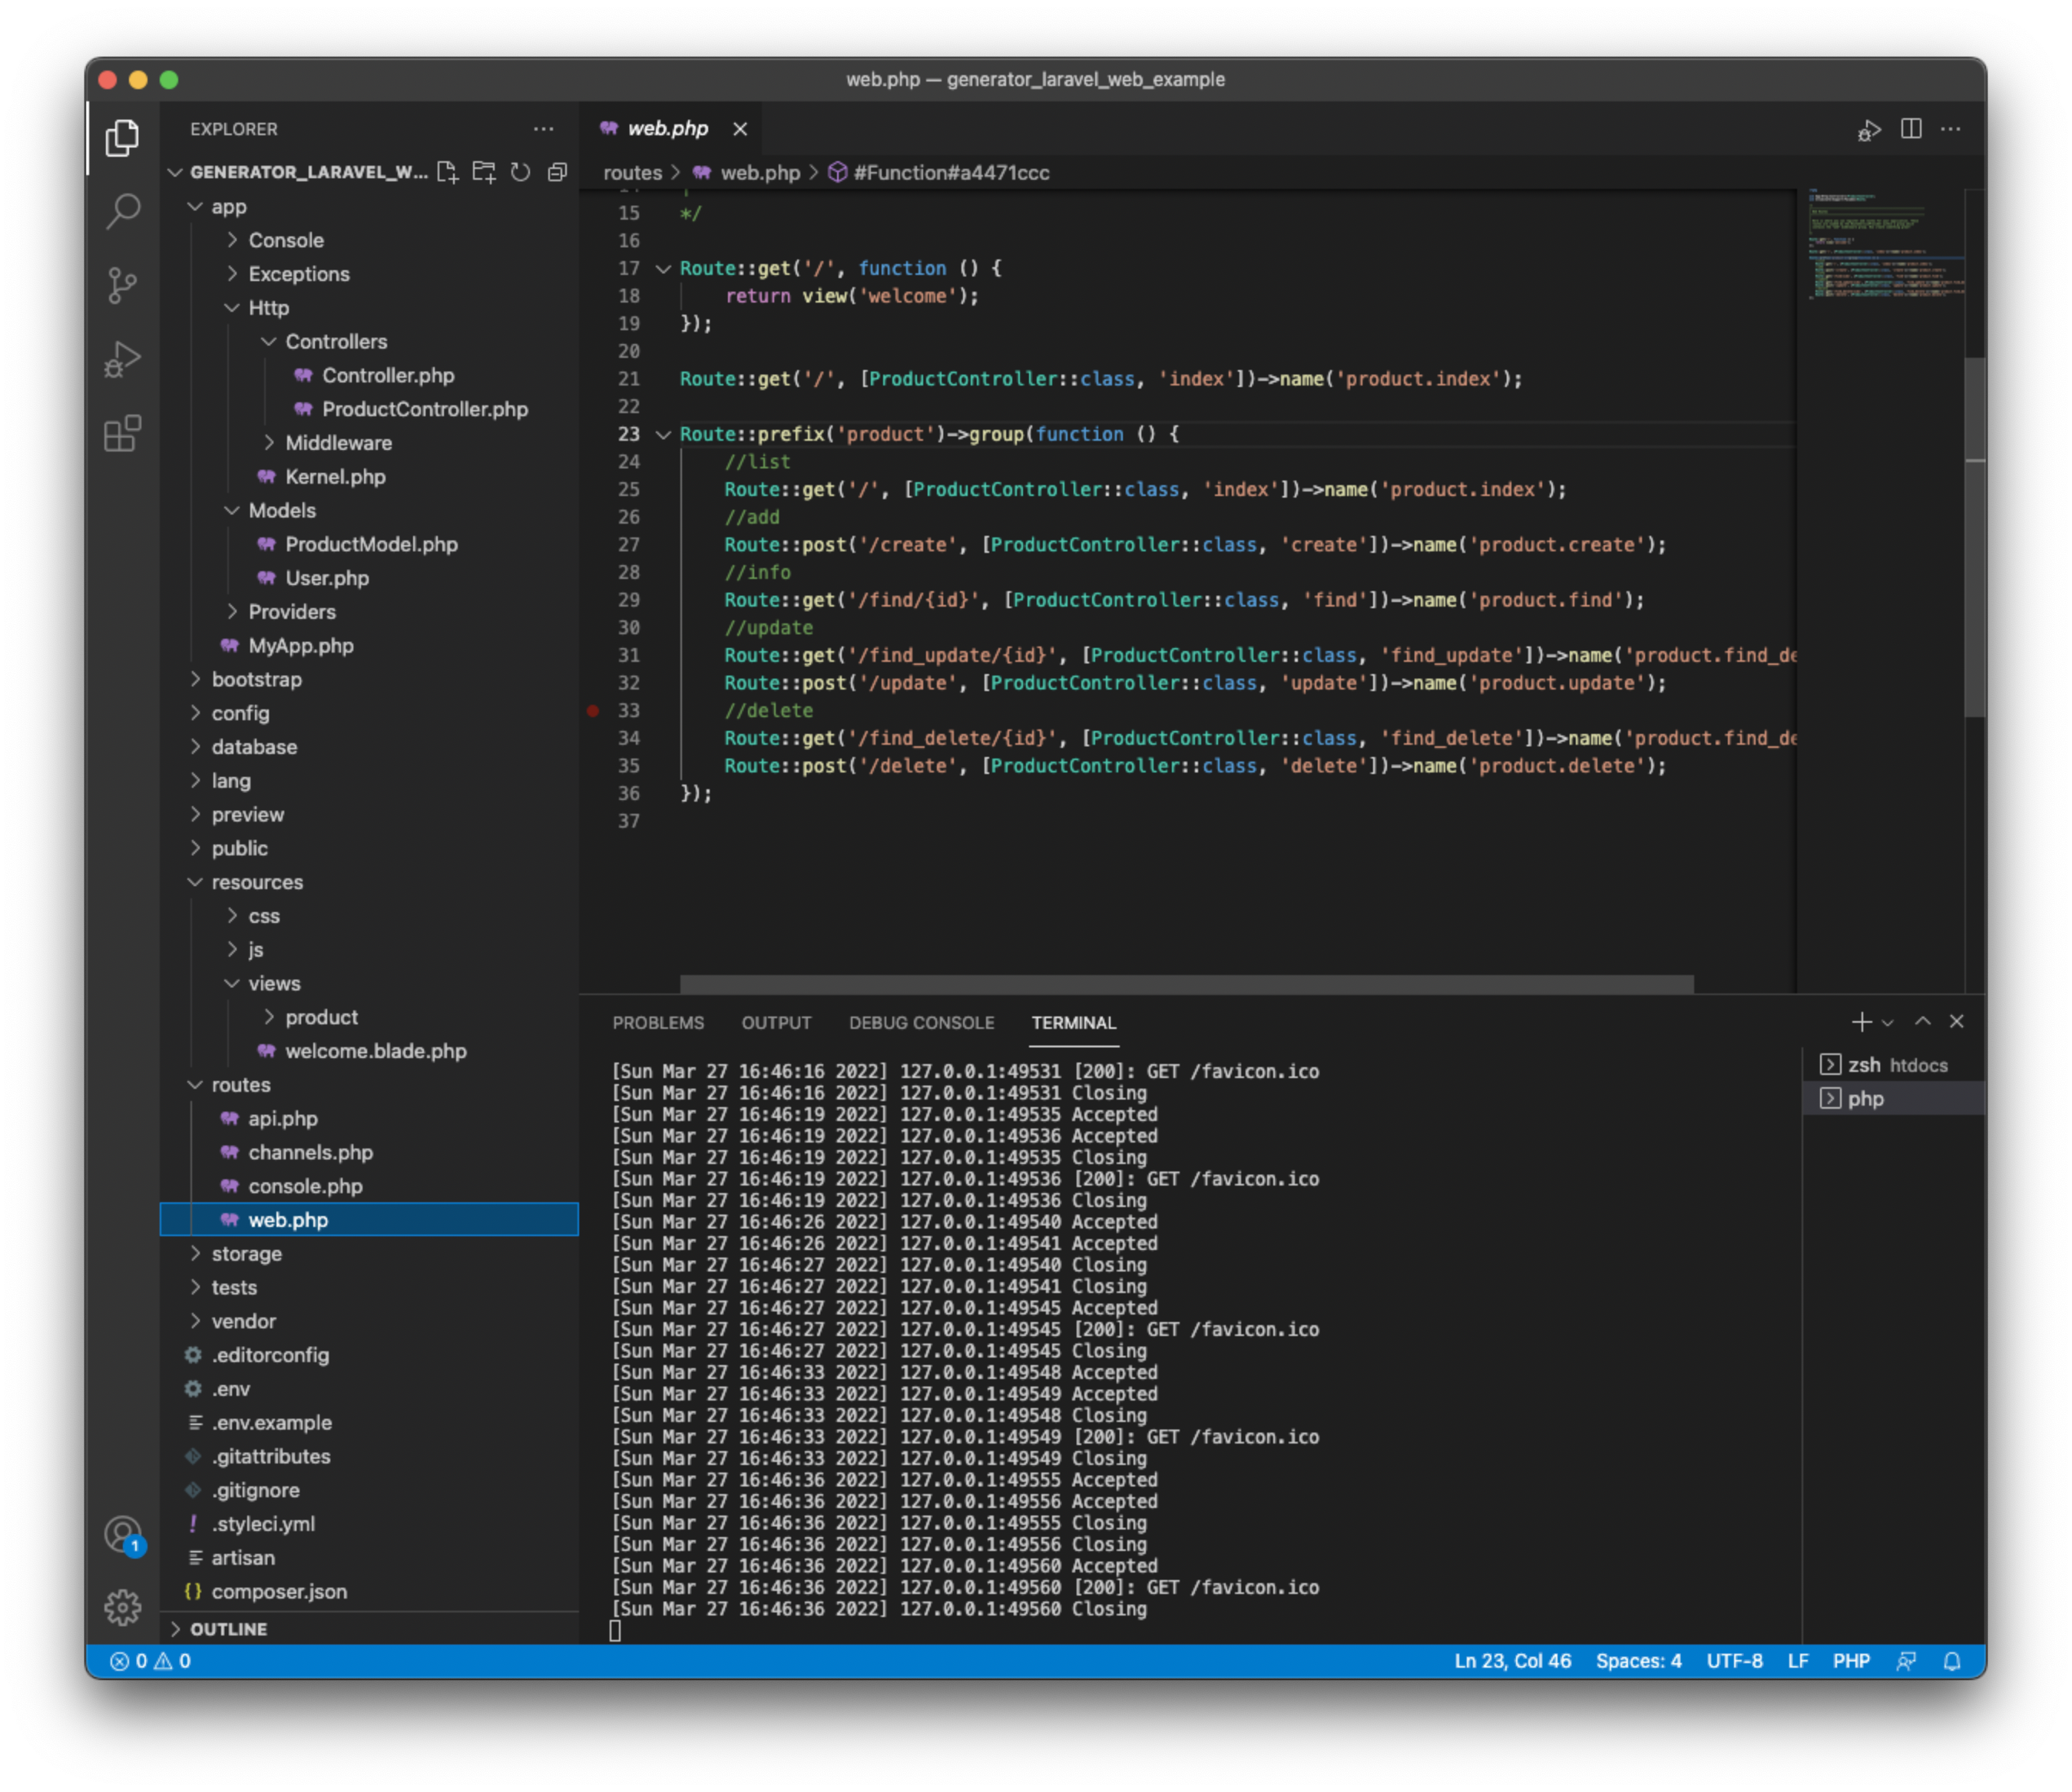 web.php — generator_laravel_web_example
EXPLORER
GENERATOR_LARAVEL_W...
app
Console
Exceptions
Http
Controllers
Controller.php
ProductController.php
Middleware
Kernel.php
Models
ProductModel.php
User.php
Providers
MyApp.php
bootstrap
config
database
lang
preview
public
resources
css
js
views
product
welcome.blade.php
routes
api.php
channels.php
console.php
web.php
storage
tests
vendor
.editorconfig
.env
.env.example
.gitattributes
.gitignore
.styleci.yml
artisan
composer.json
OUTLINE
web.php
routes > web.php > #Function#a4471ccc
15 */
16
17 Route::get('/', function () {
18 return view('welcome');
19 });
20
21 Route::get('/', [ProductController::class, 'index'])->name('product.index');
22
23 Route::prefix('product')->group(function () {
24 //list
25 Route::get('/', [ProductController::class, 'index'])->name('product.index');
26 //add
27 Route::post('/create', [ProductController::class, 'create'])->name('product.create');
28 //info
29 Route::get('/find/{id}', [ProductController::class, 'find'])->name('product.find');
30 //update
31 Route::get('/find_update/{id}', [ProductController::class, 'find_update'])->name('product.find_de
32 Route::post('/update', [ProductController::class, 'update'])->name('product.update');
33 //delete
34 Route::get('/find_delete/{id}', [ProductController::class, 'find_delete'])->name('product.find_de
35 Route::post('/delete', [ProductController::class, 'delete'])->name('product.delete');
36 });
37
PROBLEMS OUTPUT DEBUG CONSOLE TERMINAL
[Sun Mar 27 16:46:16 2022] 127.0.0.1:49531 [200]: GET /favicon.ico
[Sun Mar 27 16:46:16 2022] 127.0.0.1:49531 Closing
[Sun Mar 27 16:46:19 2022] 127.0.0.1:49535 Accepted
[Sun Mar 27 16:46:19 2022] 127.0.0.1:49536 Accepted
[Sun Mar 27 16:46:19 2022] 127.0.0.1:49535 Closing
[Sun Mar 27 16:46:19 2022] 127.0.0.1:49536 [200]: GET /favicon.ico
[Sun Mar 27 16:46:19 2022] 127.0.0.1:49536 Closing
[Sun Mar 27 16:46:26 2022] 127.0.0.1:49540 Accepted
[Sun Mar 27 16:46:26 2022] 127.0.0.1:49541 Accepted
[Sun Mar 27 16:46:27 2022] 127.0.0.1:49540 Closing
[Sun Mar 27 16:46:27 2022] 127.0.0.1:49541 Closing
[Sun Mar 27 16:46:27 2022] 127.0.0.1:49545 Accepted
[Sun Mar 27 16:46:27 2022] 127.0.0.1:49545 [200]: GET /favicon.ico
[Sun Mar 27 16:46:27 2022] 127.0.0.1:49545 Closing
[Sun Mar 27 16:46:33 2022] 127.0.0.1:49548 Accepted
[Sun Mar 27 16:46:33 2022] 127.0.0.1:49549 Accepted
[Sun Mar 27 16:46:33 2022] 127.0.0.1:49548 Closing
[Sun Mar 27 16:46:33 2022] 127.0.0.1:49549 [200]: GET /favicon.ico
[Sun Mar 27 16:46:33 2022] 127.0.0.1:49549 Closing
[Sun Mar 27 16:46:36 2022] 127.0.0.1:49555 Accepted
[Sun Mar 27 16:46:36 2022] 127.0.0.1:49556 Accepted
[Sun Mar 27 16:46:36 2022] 127.0.0.1:49555 Closing
[Sun Mar 27 16:46:36 2022] 127.0.0.1:49556 Closing
[Sun Mar 27 16:46:36 2022] 127.0.0.1:49560 Accepted
[Sun Mar 27 16:46:36 2022] 127.0.0.1:49560 [200]: GET /favicon.ico
[Sun Mar 27 16:46:36 2022] 127.0.0.1:49560 Closing
zsh htdocs
php
1
0 0
Ln 23, Col 46 Spaces: 4 UTF-8 LF PHP